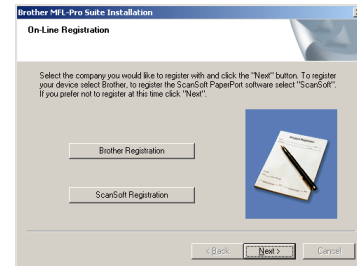 Brother MFL-Pro Suite Installation
On-Line Registration
Select the company you would like to register with and click the "Next" button. To register
your device select Brother, to register the ScanSoft PaperPort software select "ScanSoft".
If you prefer not to register at this time click "Next".
Brother Registration
ScanSoft Registration
< Back
Next >
Cancel